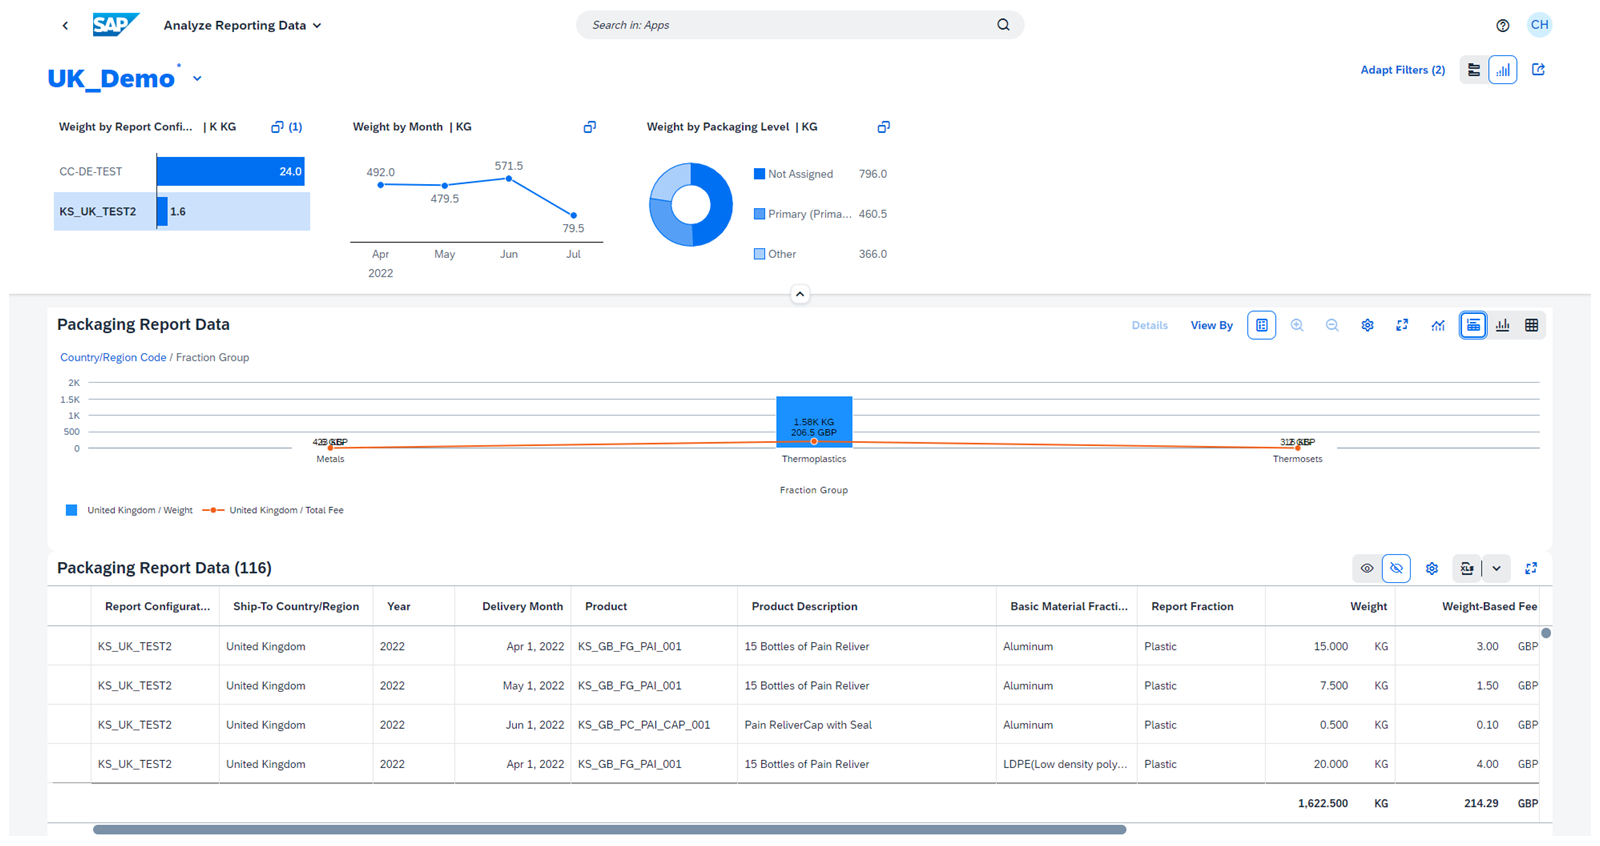 SAP Analyze Reporting Data Search in: Apps CH
UK_Demo * Adapt Filters (2)
Weight by Report Confi... | K KG (1)
CC-DE-TEST 24.0
KS_UK_TEST2 1.6
Weight by Month | KG
492.0 479.5 571.5 79.5
Apr May Jun Jul
2022
Weight by Packaging Level | KG
Not Assigned 796.0
Primary (Prima... 460.5
Other 366.0
Packaging Report Data Details View By
Country/Region Code / Fraction Group
2K
1.5K
1K
500
0
1.58K KG
206.5 GBP
Metals Thermoplastics Thermosets
Fraction Group
United Kingdom / Weight United Kingdom / Total Fee
Packaging Report Data (116)
Report Configurat... Ship-To Country/Region Year Delivery Month Product Product Description Basic Material Fracti... Report Fraction Weight Weight-Based Fee
KS_UK_TEST2 United Kingdom 2022 Apr 1, 2022 KS_GB_FG_PAI_001 15 Bottles of Pain Reliver Aluminum Plastic 15.000 KG 3.00 GBP
KS_UK_TEST2 United Kingdom 2022 May 1, 2022 KS_GB_FG_PAI_001 15 Bottles of Pain Reliver Aluminum Plastic 7.500 KG 1.50 GBP
KS_UK_TEST2 United Kingdom 2022 Jun 1, 2022 KS_GB_PC_PAI_CAP_001 Pain ReliverCap with Seal Aluminum Plastic 0.500 KG 0.10 GBP
KS_UK_TEST2 United Kingdom 2022 Apr 1, 2022 KS_GB_FG_PAI_001 15 Bottles of Pain Reliver LDPE(Low density poly... Plastic 20.000 KG 4.00 GBP
1,622.500 KG 214.29 GBP